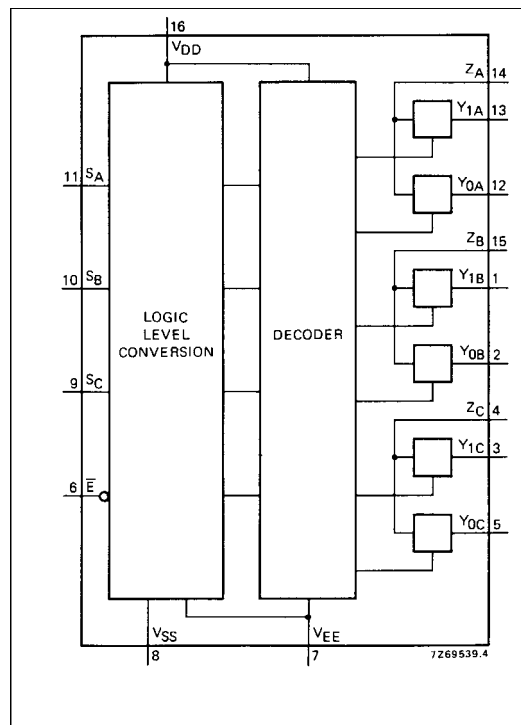 16
VDD
ZA 14
Y1A 13
11 SA
Y0A 12
ZB 15
10 SB
Y1B 1
LOGIC
LEVEL
CONVERSION
DECODER
Y0B 2
9 SC
ZC 4
Y1C 3
6 E̅
Y0C 5
VSS
VEE
8
7
7Z69539.4